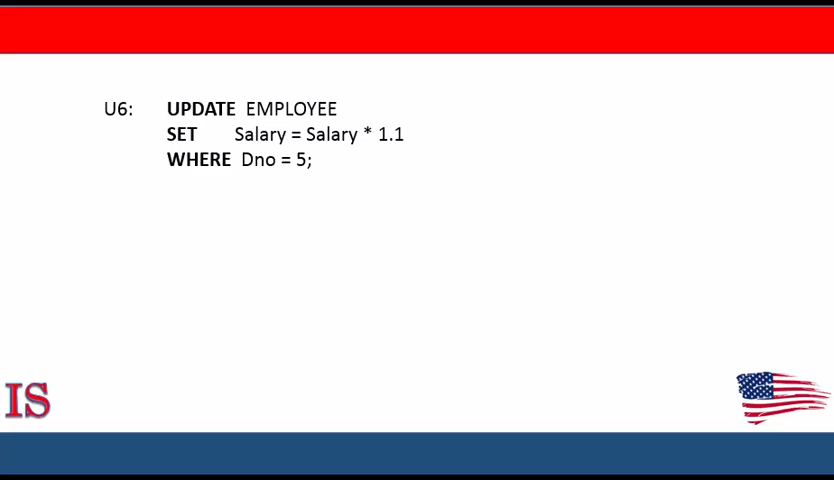 U6: UPDATE EMPLOYEE
SET Salary = Salary * 1.1
WHERE Dno = 5;
IS